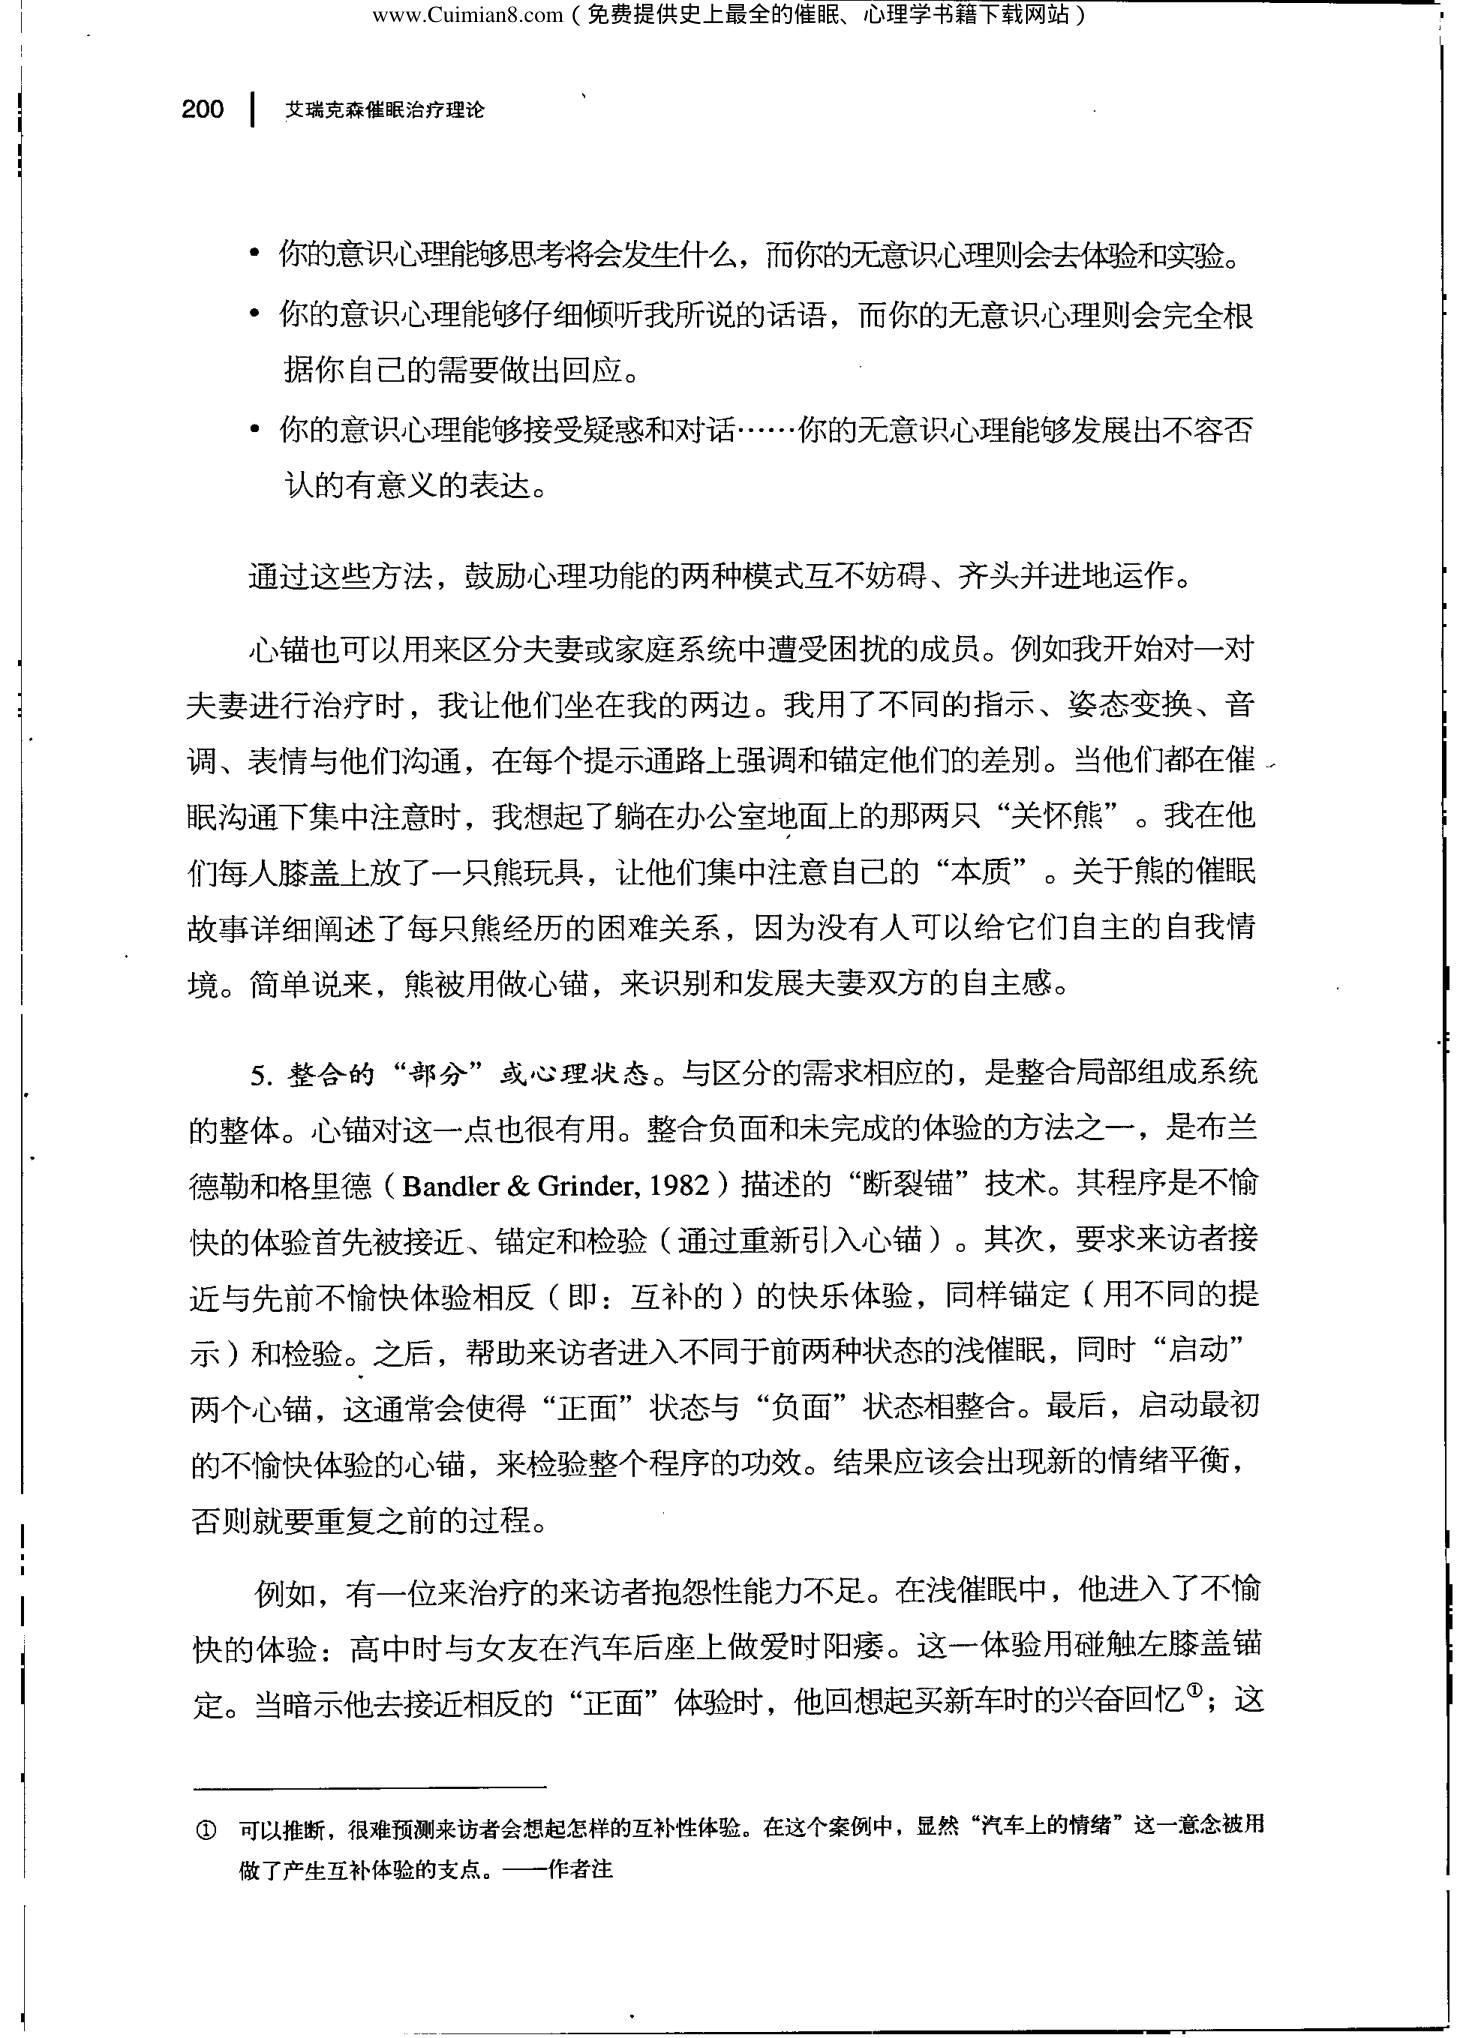 www.Cuimian8.com（免费提供史上最全的催眠、心理学书籍下载网站）
200 艾瑞克森催眠治疗理论
• 你的意识心理能够思考将会发生什么，而你的无意识心理则会去体验和实验。
• 你的意识心理能够仔细倾听我所说的话语，而你的无意识心理则会完全根
据你自己的需要做出回应。
• 你的意识心理能够接受疑惑和对话……你的无意识心理能够发展出不容否
认的有意义的表达。
通过这些方法，鼓励心理功能的两种模式互不妨碍、齐头并进地运作。
心锚也可以用来区分夫妻或家庭系统中遭受困扰的成员。例如我开始对一对
夫妻进行治疗时，我让他们坐在我的两边。我用了不同的指示、姿态变换、音
调、表情与他们沟通，在每个提示通路上强调和锚定他们的差别。当他们都在催
眠沟通下集中注意时，我想起了躺在办公室地面上的那两只“关怀熊”。我在他
们每人膝盖上放了一只熊玩具，让他们集中注意自己的“本质”。关于熊的催眠
故事详细阐述了每只熊经历的困难关系，因为没有人可以给它们自主的自我情
境。简单说来，熊被用做心锚，来识别和发展夫妻双方的自主感。
5. 整合的“部分”或心理状态。与区分的需求相应的，是整合局部组成系统
的整体。心锚对这一点也很有用。整合负面和未完成的体验的方法之一，是布兰
德勒和格里德（Bandler & Grinder, 1982）描述的“断裂锚”技术。其程序是不愉
快的体验首先被接近、锚定和检验（通过重新引入心锚）。其次，要求来访者接
近与先前不愉快体验相反（即：互补的）的快乐体验，同样锚定（用不同的提
示）和检验。之后，帮助来访者进入不同于前两种状态的浅催眠，同时“启动”
两个心锚，这通常会使得“正面”状态与“负面”状态相整合。最后，启动最初
的不愉快体验的心锚，来检验整个程序的功效。结果应该会出现新的情绪平衡，
否则就要重复之前的过程。
例如，有一位来治疗的来访者抱怨性能力不足。在浅催眠中，他进入了不愉
快的体验：高中时与女友在汽车后座上做爱时阳痿。这一体验用碰触左膝盖锚
定。当暗示他去接近相反的“正面”体验时，他回想起买新车时的兴奋回忆①；这
① 可以推断，很难预测来访者会想起怎样的互补性体验。在这个案例中，显然“汽车上的情绪”这一意念被用
做了产生互补体验的支点。——作者注